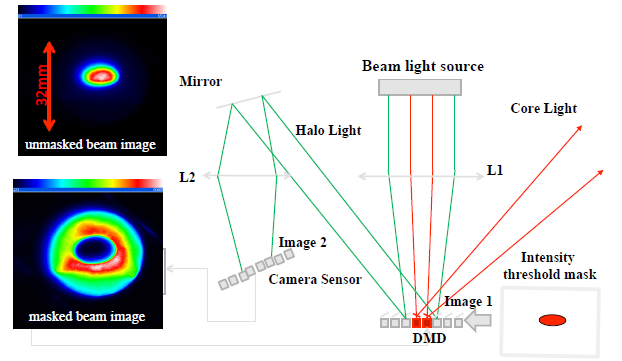 32mm
unmasked beam image
Mirror
Beam light source
Halo Light
Core Light
L2
L1
Image 2
Camera Sensor
Intensity
threshold mask
Image 1
DMD
masked beam image